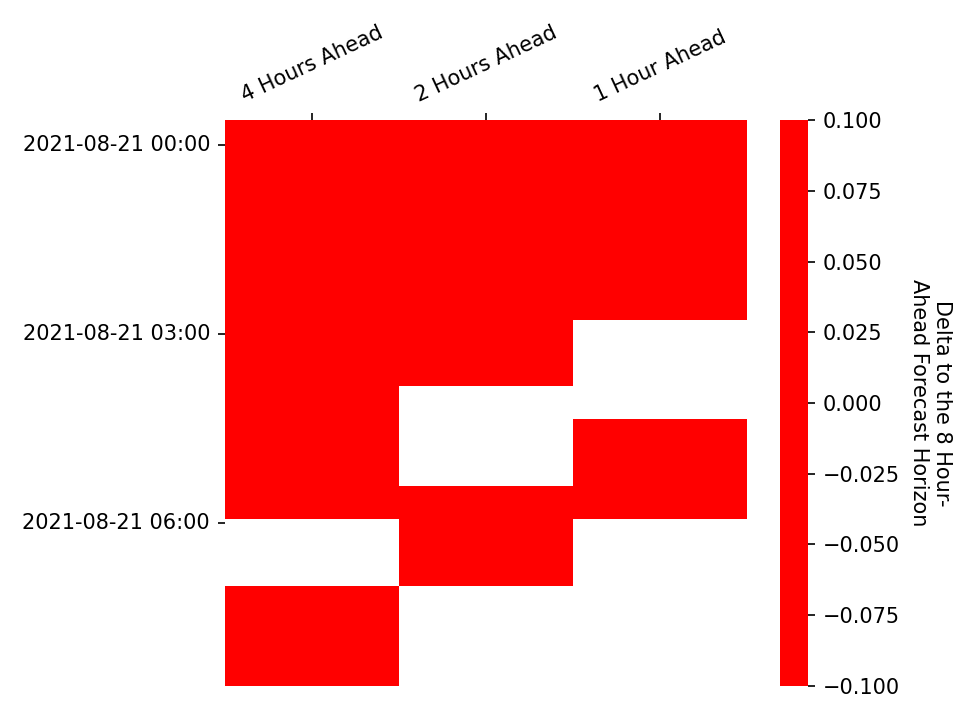 4 Hours Ahead
2 Hours Ahead
1 Hour Ahead
2021-08-21 00:00
2021-08-21 03:00
2021-08-21 06:00
0.100
0.075
0.050
0.025
0.000
−0.025
−0.050
−0.075
−0.100
Delta to the 8 Hour-
Ahead Forecast Horizon